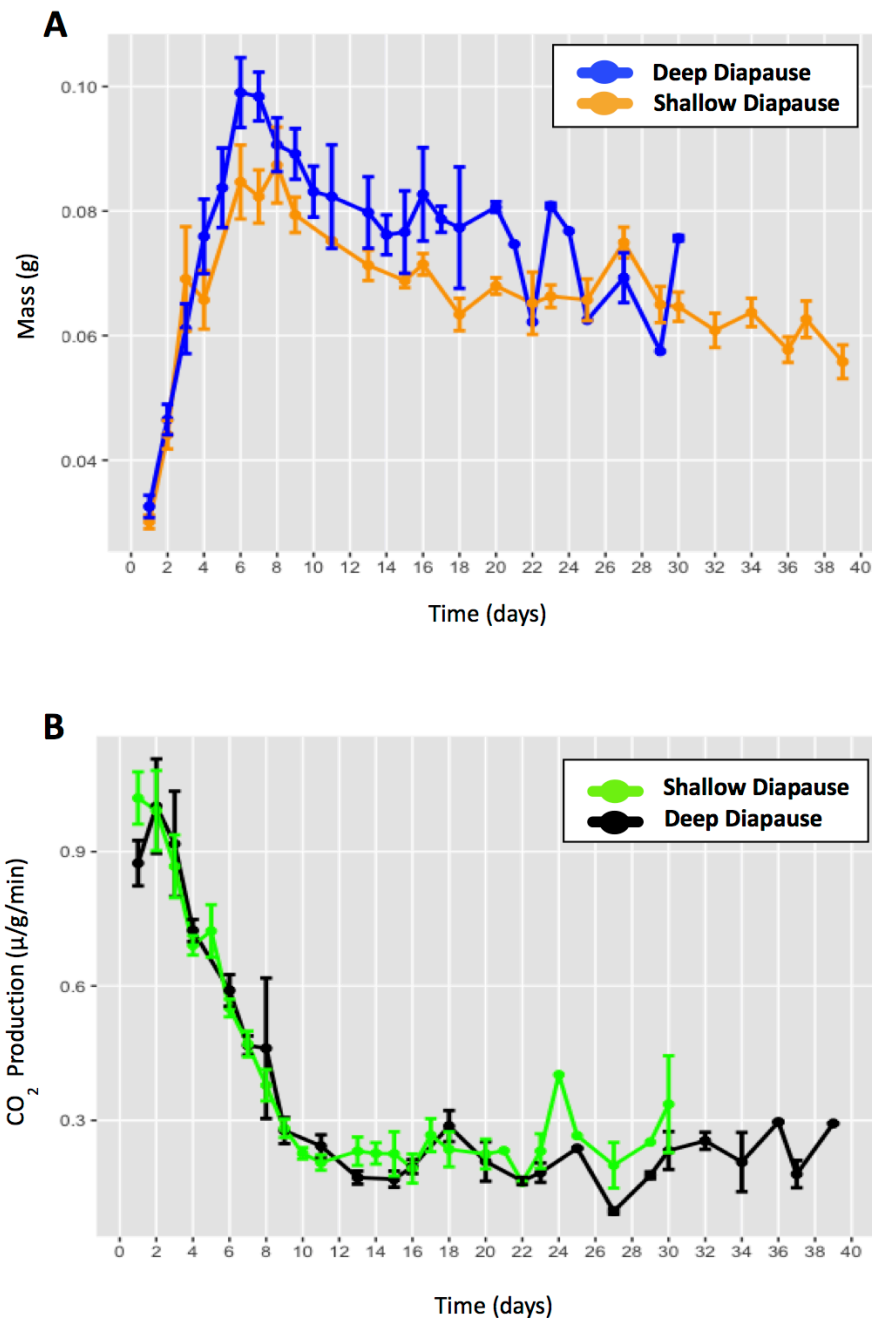 A
Deep Diapause
Shallow Diapause
0.10
0.08
0.06
0.04
Mass (g)
0 2 4 6 8 10 12 14 16 18 20 22 24 26 28 30 32 34 36 38 40
Time (days)
B
Shallow Diapause
Deep Diapause
0.9
0.6
0.3
CO₂ Production (µ/g/min)
0 2 4 6 8 10 12 14 16 18 20 22 24 26 28 30 32 34 36 38 40
Time (days)